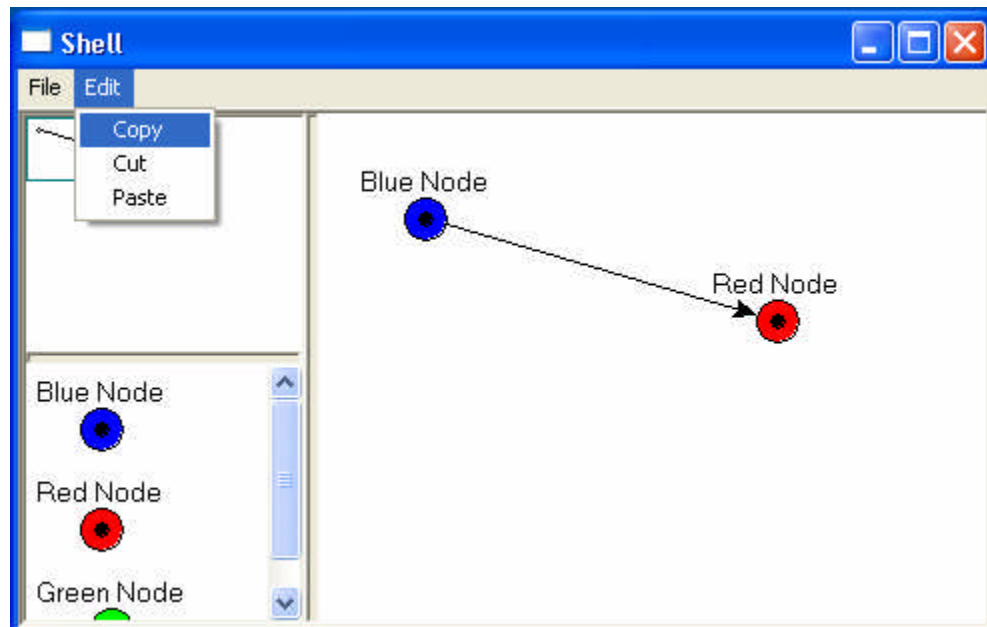 Shell
File Edit
Copy
Cut
Paste
Blue Node
Red Node
Blue Node
Red Node
Green Node